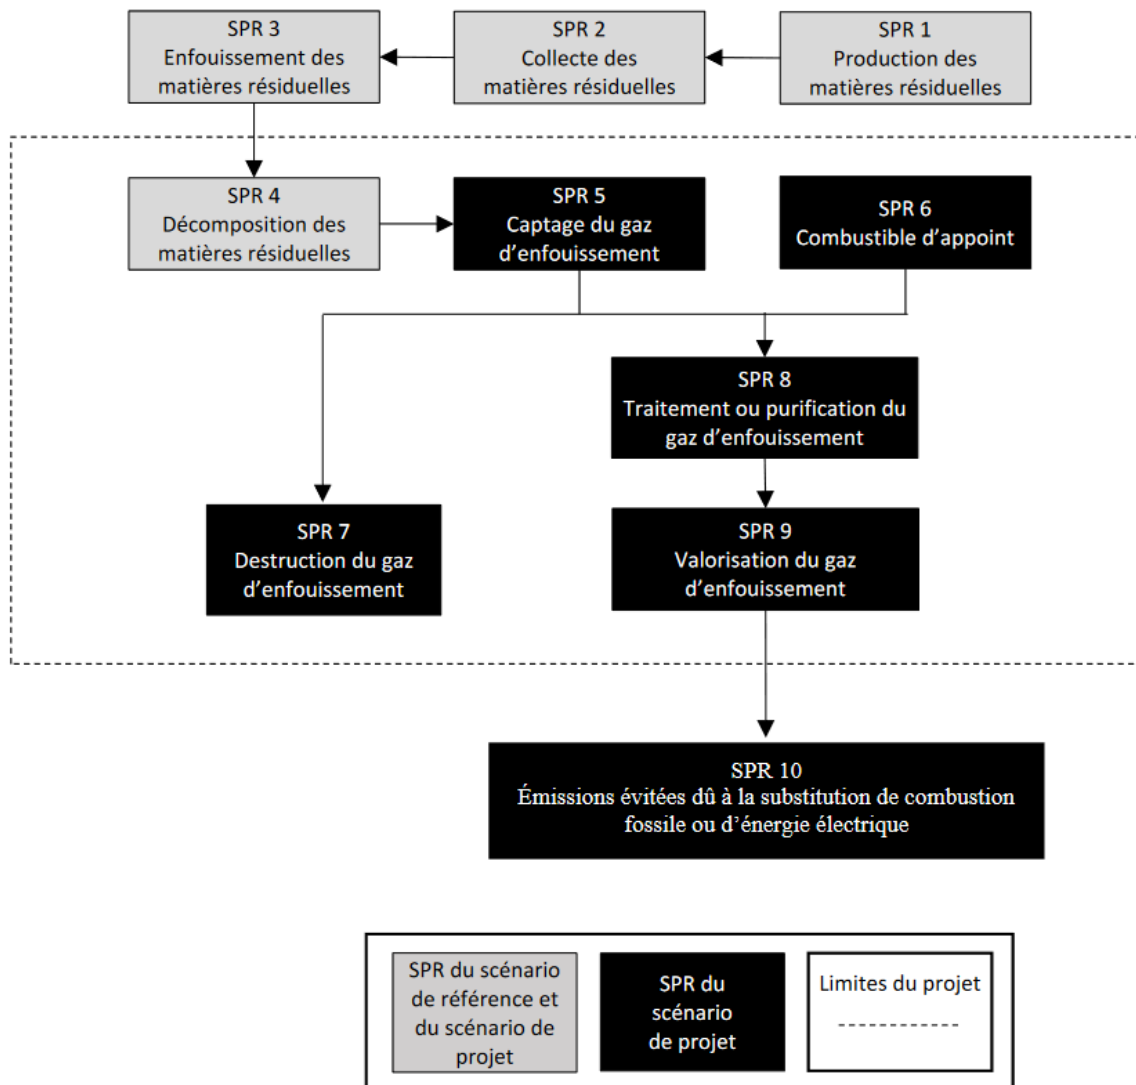 SPR 3
Enfouissement des
matières résiduelles
SPR 2
Collecte des
matières résiduelles
SPR 1
Production des
matières résiduelles
SPR 4
Décomposition des
matières résiduelles
SPR 5
Captage du gaz
d’enfouissement
SPR 6
Combustible d’appoint
SPR 8
Traitement ou purification du
gaz d’enfouissement
SPR 7
Destruction du gaz
d’enfouissement
SPR 9
Valorisation du gaz
d’enfouissement
SPR 10
Émissions évitées dû à la substitution de combustion
fossile ou d’énergie électrique
SPR du scénario
de référence et
du scénario de
projet
SPR du
scénario
de projet
Limites du projet